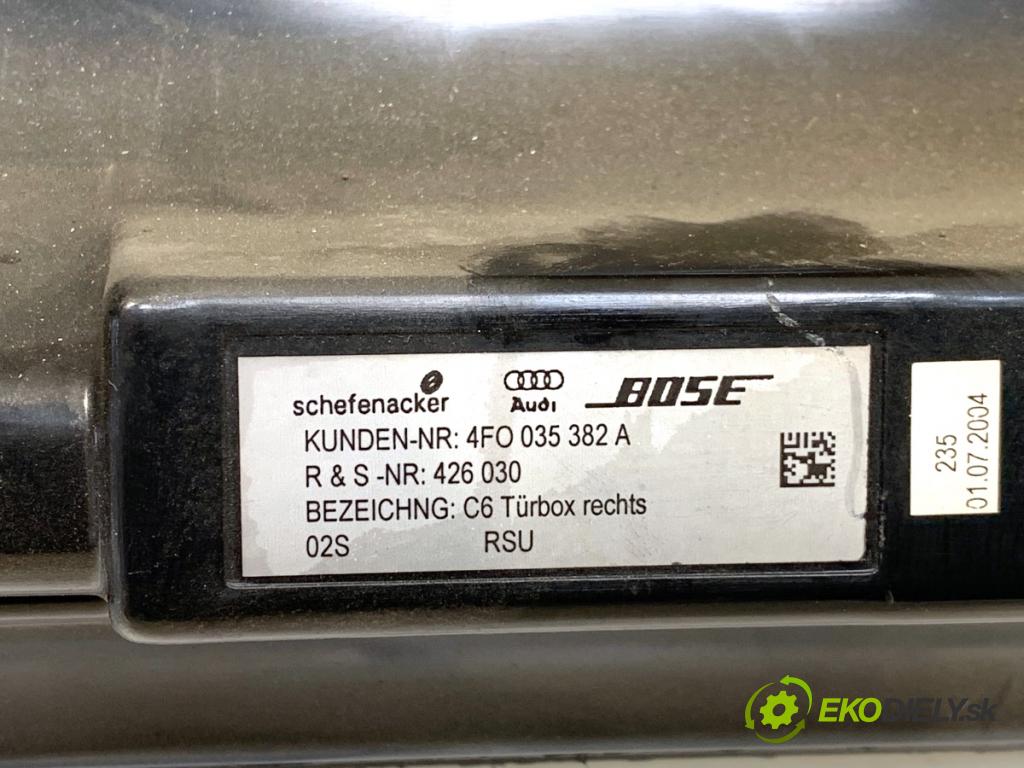 schefenacker Audi BOSE
KUNDEN-NR: 4FO 035 382 A
R & S -NR: 426 030
BEZEICHNG: C6 Türbox rechts
02S RSU
235
01.07.2004
EKODIELY.sk